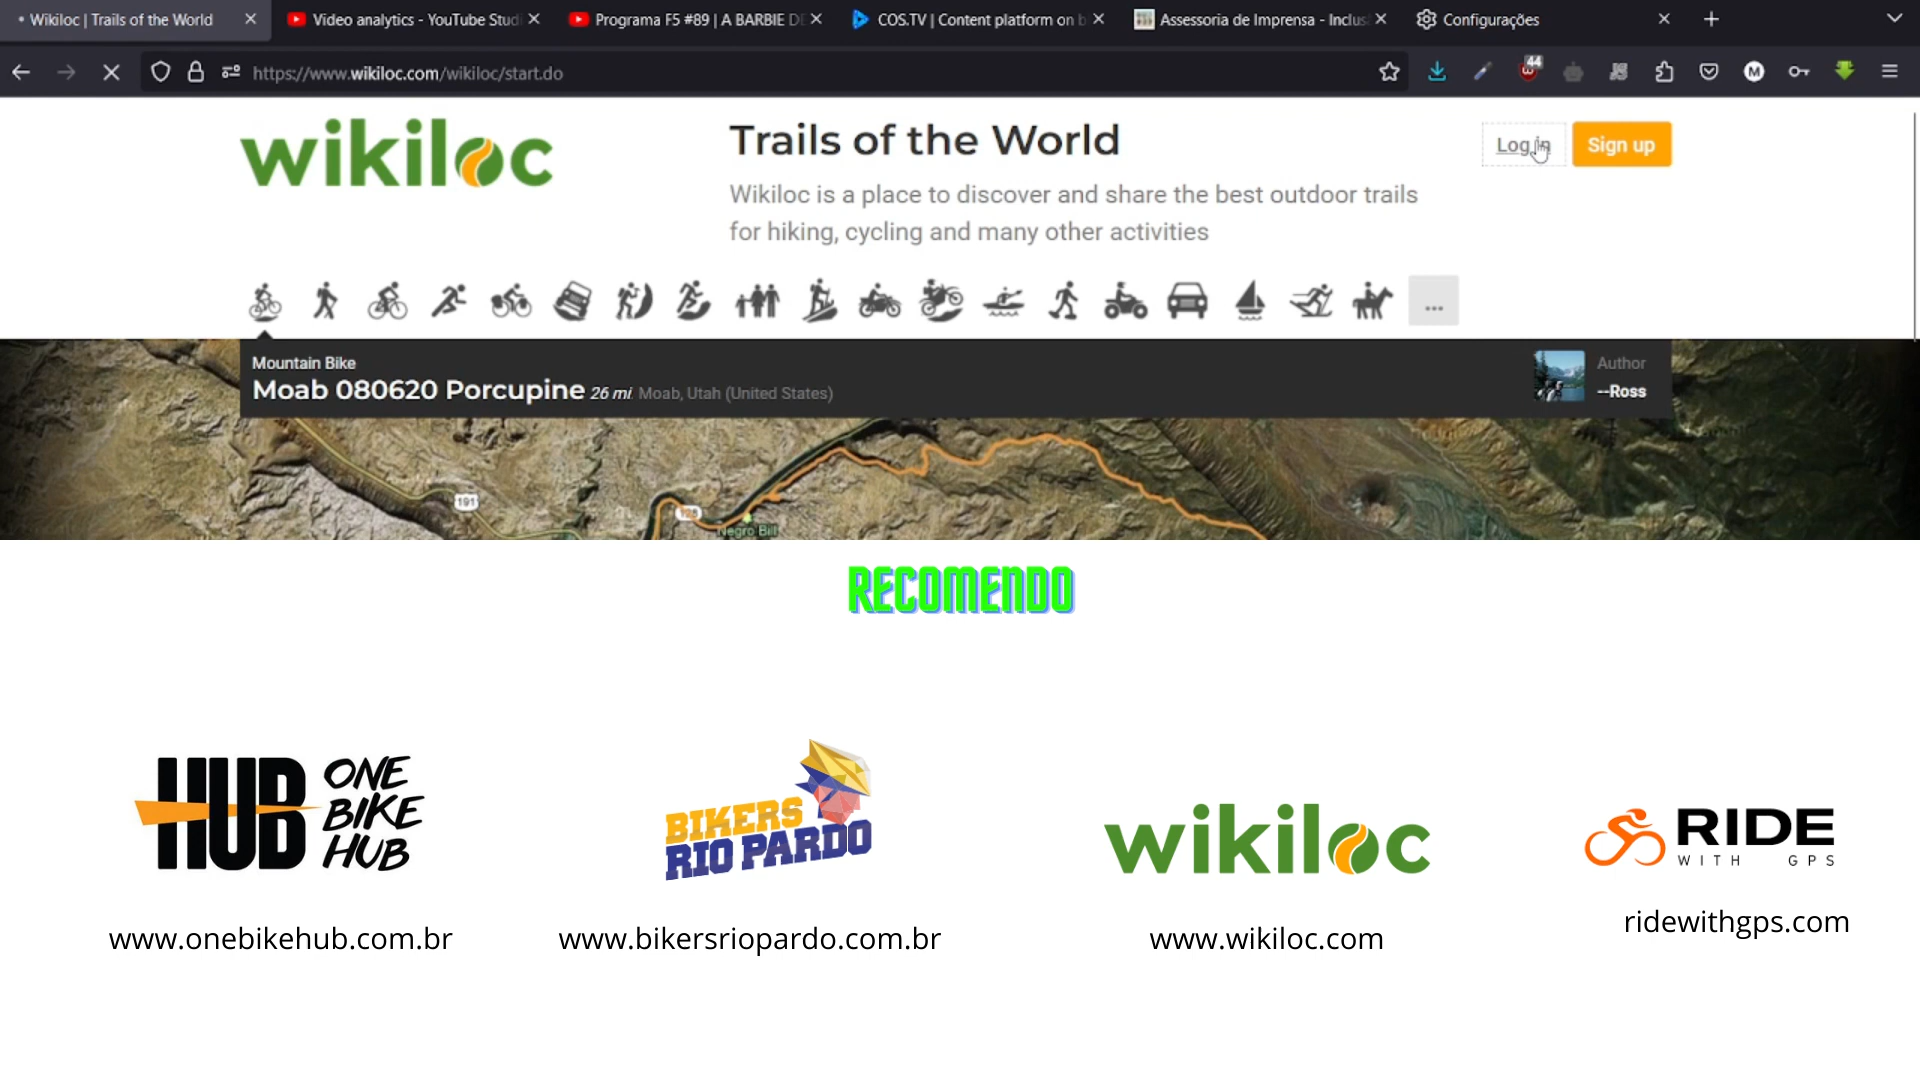 Wikiloc | Trails of the World
Video analytics - YouTube Studi
Programa F5 #89 | A BARBIE DE
COS.TV | Content platform on b
Assessoria de Imprensa - Inclus
Configurações
https://www.wikiloc.com/wikiloc/start.do
44
M
wikiloc
Trails of the World
Log in
Sign up
Wikiloc is a place to discover and share the best outdoor trails
for hiking, cycling and many other activities
...
Mountain Bike
Moab 080620 Porcupine 26 mi. Moab, Utah (United States)
Author
--Ross
191
128
Negro Bill
RECOMENDO
HUB ONE
BIKE
HUB
BIKERS
RIO PARDO
wikiloc
RIDE
WITH GPS
www.onebikehub.com.br
www.bikersriopardo.com.br
www.wikiloc.com
ridewithgps.com